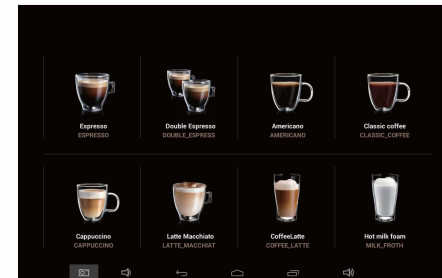 Espresso
ESPRESSO
Double Espresso
DOUBLE_ESPRESS
Americano
AMERICANO
Classic coffee
CLASSIC_COFFEE
Cappuccino
CAPPUCCINO
Latte Macchiato
LATTE_MACCHIAT
CoffeeLatte
COFFEE_LATTE
Hot milk foam
MILK_FROTH